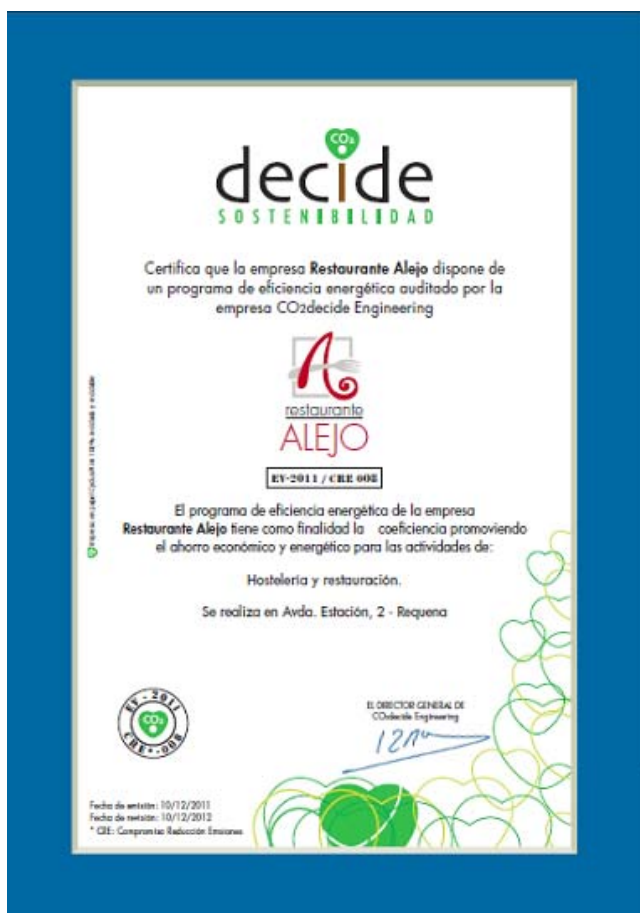 CO2
decide
SOSTENIBILIDAD
Certifica que la empresa Restaurante Alejo dispone de
un programa de eficiencia energética auditado por la
empresa CO2decide Engineering
A
restaurante
ALEJO
EV-2011 / CRE 008
El programa de eficiencia energética de la empresa
Restaurante Alejo tiene como finalidad la coeficiencia promoviendo
el ahorro económico y energético para las actividades de:
Hostelería y restauración.
Se realiza en Avda. Estación, 2 - Requena
EV - 2011
CO2
CRE*-008
EL DIRECTOR GENERAL DE
CO2decide Engineering
Fecha de emisión: 10/12/2011
Fecha de revisión: 10/12/2012
* CRE: Compromiso Reducción Emisiones